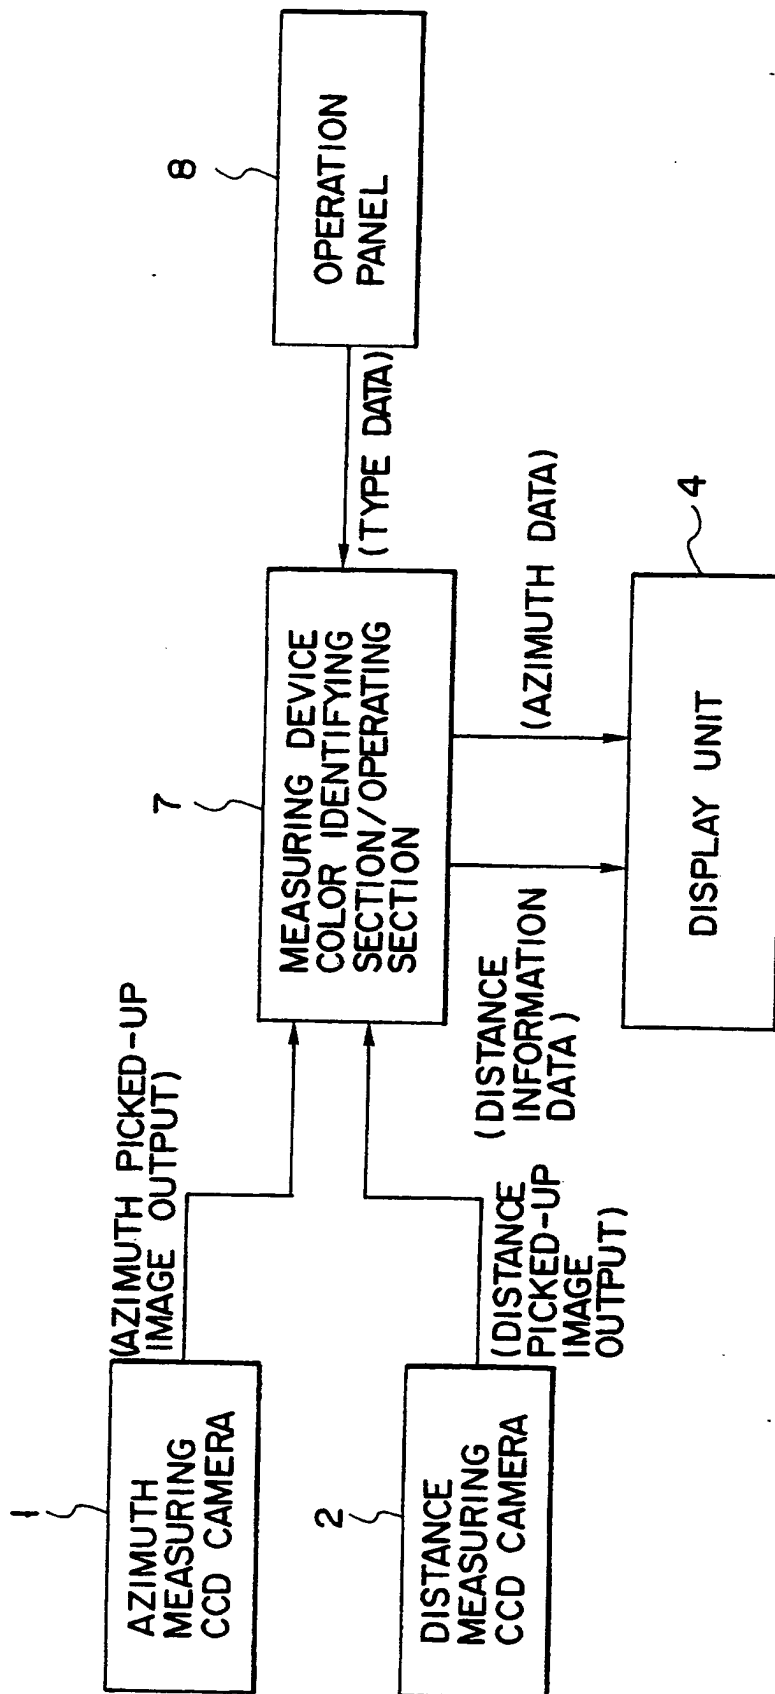 1
AZIMUTH
MEASURING
CCD CAMERA
(AZIMUTH PICKED-UP
IMAGE OUTPUT)
2
DISTANCE
MEASURING
CCD CAMERA
(DISTANCE
PICKED-UP
IMAGE
OUTPUT)
7
MEASURING DEVICE
COLOR IDENTIFYING
SECTION/OPERATING
SECTION
8
OPERATION
PANEL
(TYPE DATA)
(DISTANCE
INFORMATION
DATA)
(AZIMUTH DATA)
4
DISPLAY UNIT